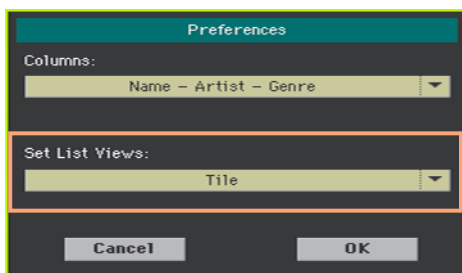 Preferences
Columns:
Name – Artist – Genre
Set List Views:
Tile
Cancel OK